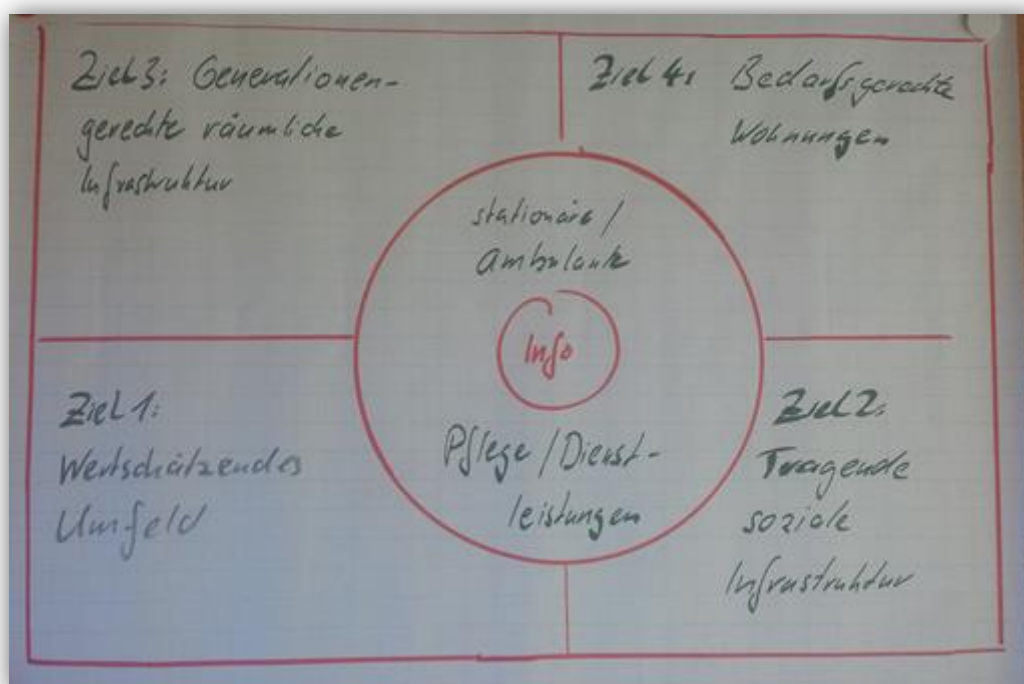 Ziel 3: Generationen-
gerechte räumliche
Infrastruktur
Ziel 4: Bedarfsgerechte
Wohnungen
stationäre /
Ambulante
Info
Pflege / Dienst-
leistungen
Ziel 1:
Wertschätzendes
Umfeld
Ziel 2:
Tragende
soziale
Infrastruktur